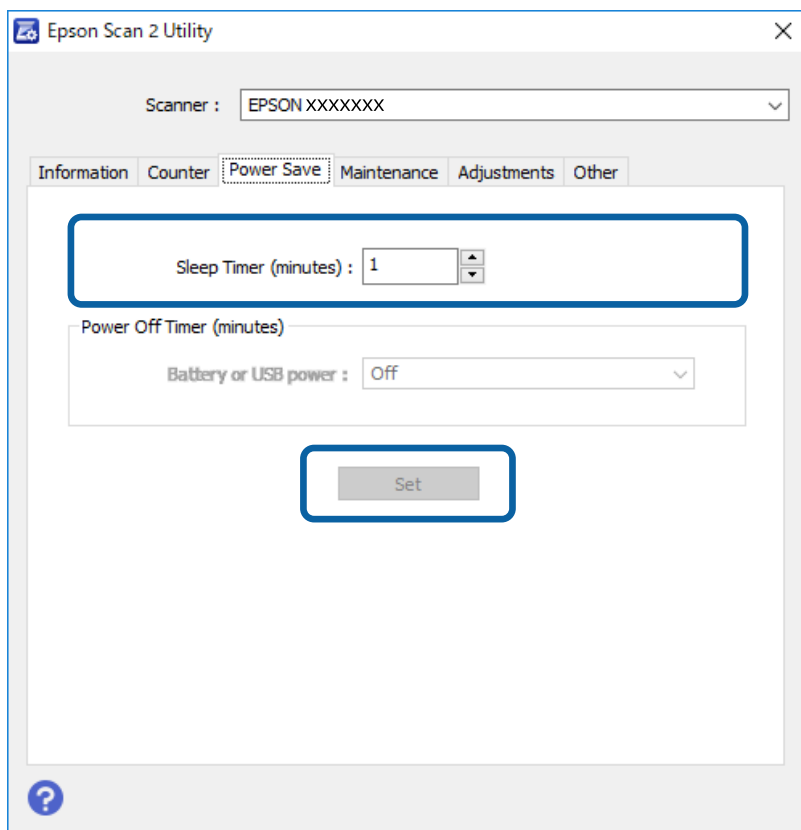 Epson Scan 2 Utility
Scanner : EPSON XXXXXXX
Information Counter Power Save Maintenance Adjustments Other
Sleep Timer (minutes) : 1
Power Off Timer (minutes)
Battery or USB power : Off
Set
?